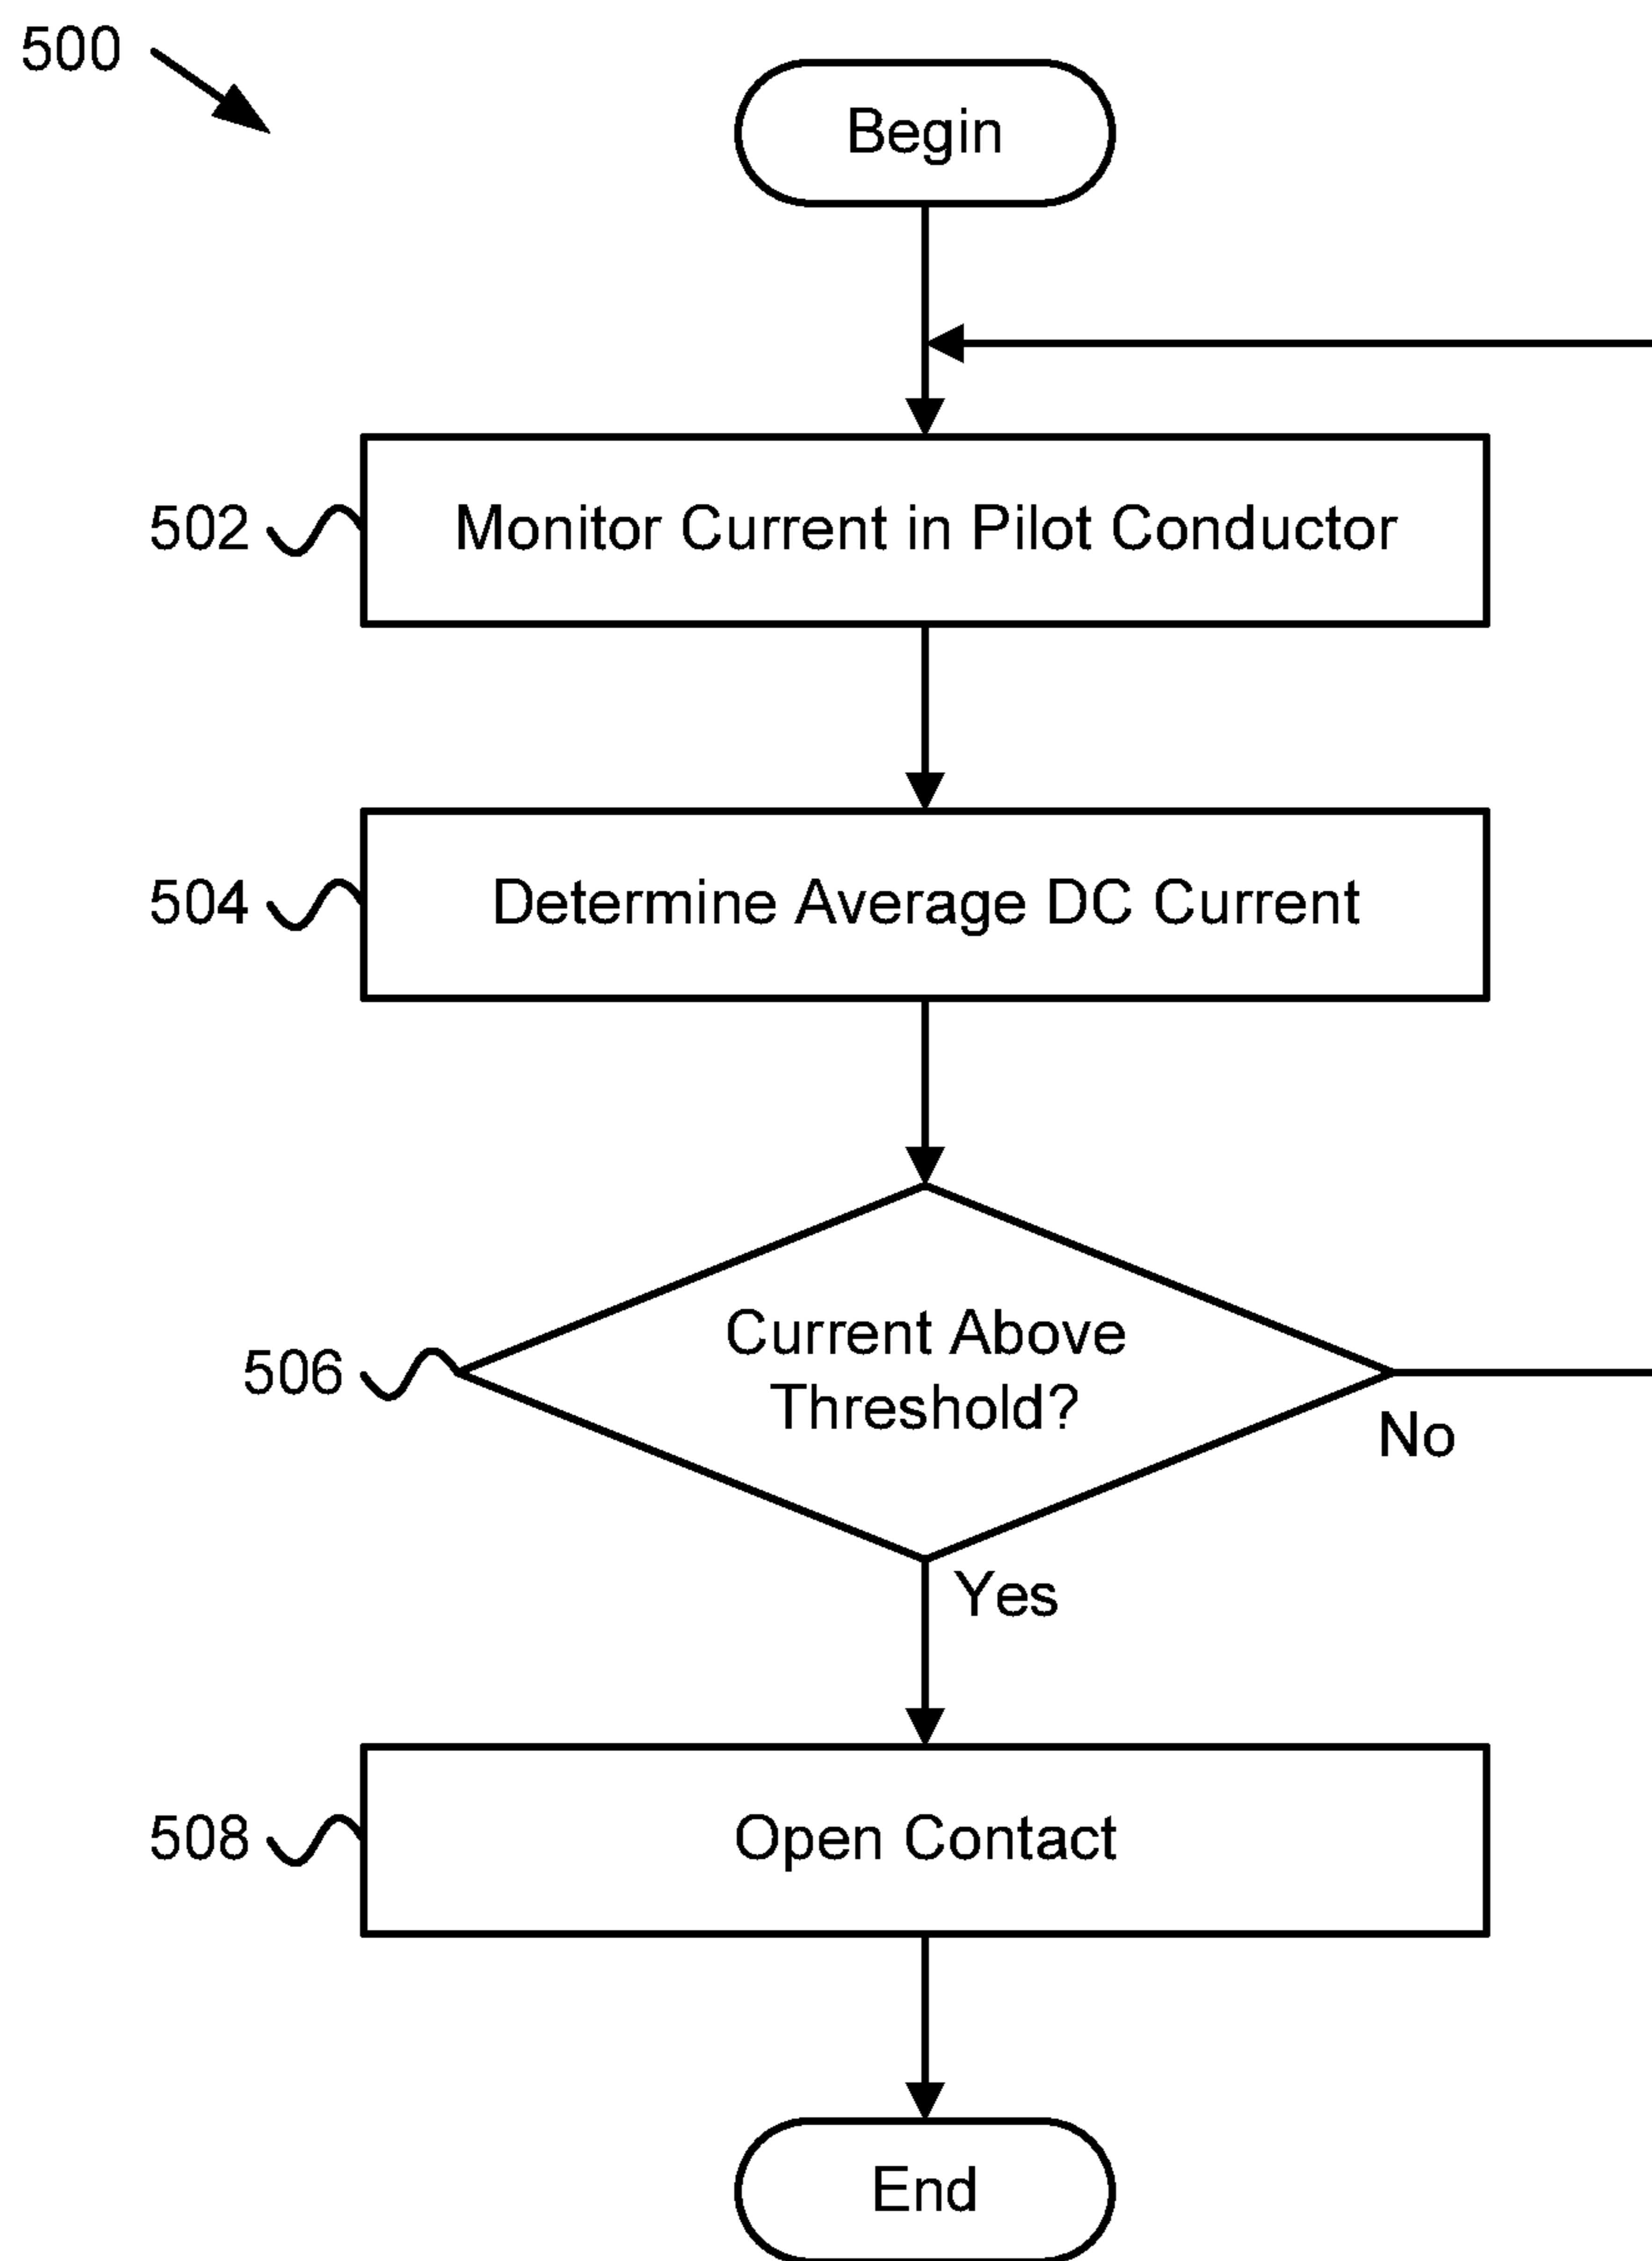 500
Begin
502
Monitor Current in Pilot Conductor
504
Determine Average DC Current
506
Current Above
Threshold?
No
Yes
508
Open Contact
End